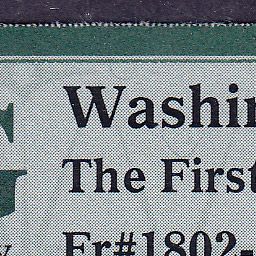 Washin
The First
Fr#1802-